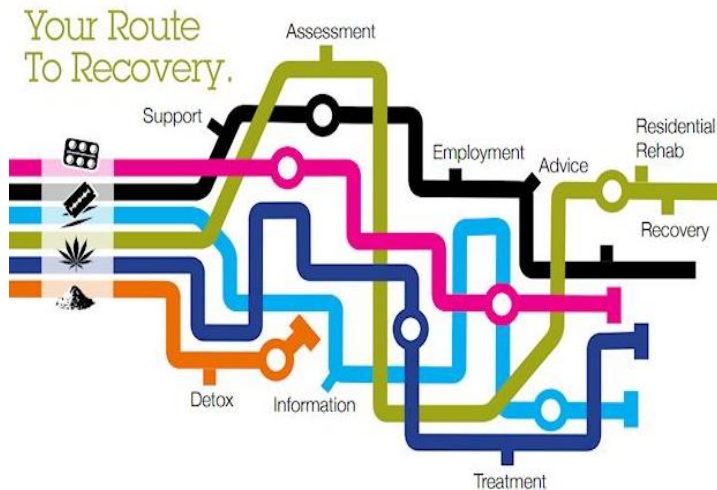 Your Route
To Recovery.
Assessment
Support
Employment
Advice
Residential
Rehab
Recovery
Detox
Information
Treatment